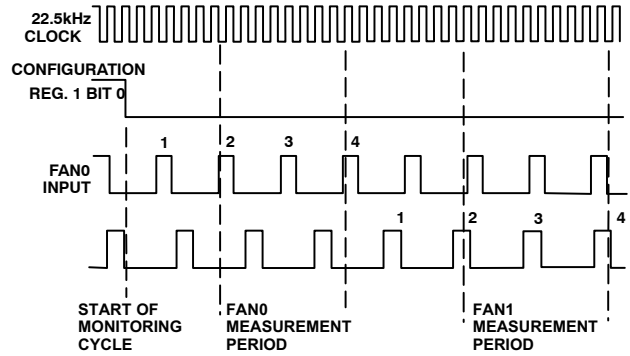 22.5kHz
CLOCK
CONFIGURATION
REG. 1 BIT 0
1 2 3 4
FAN0
INPUT
1 2 3 4
START OF
MONITORING
CYCLE
FAN0
MEASUREMENT
PERIOD
FAN1
MEASUREMENT
PERIOD